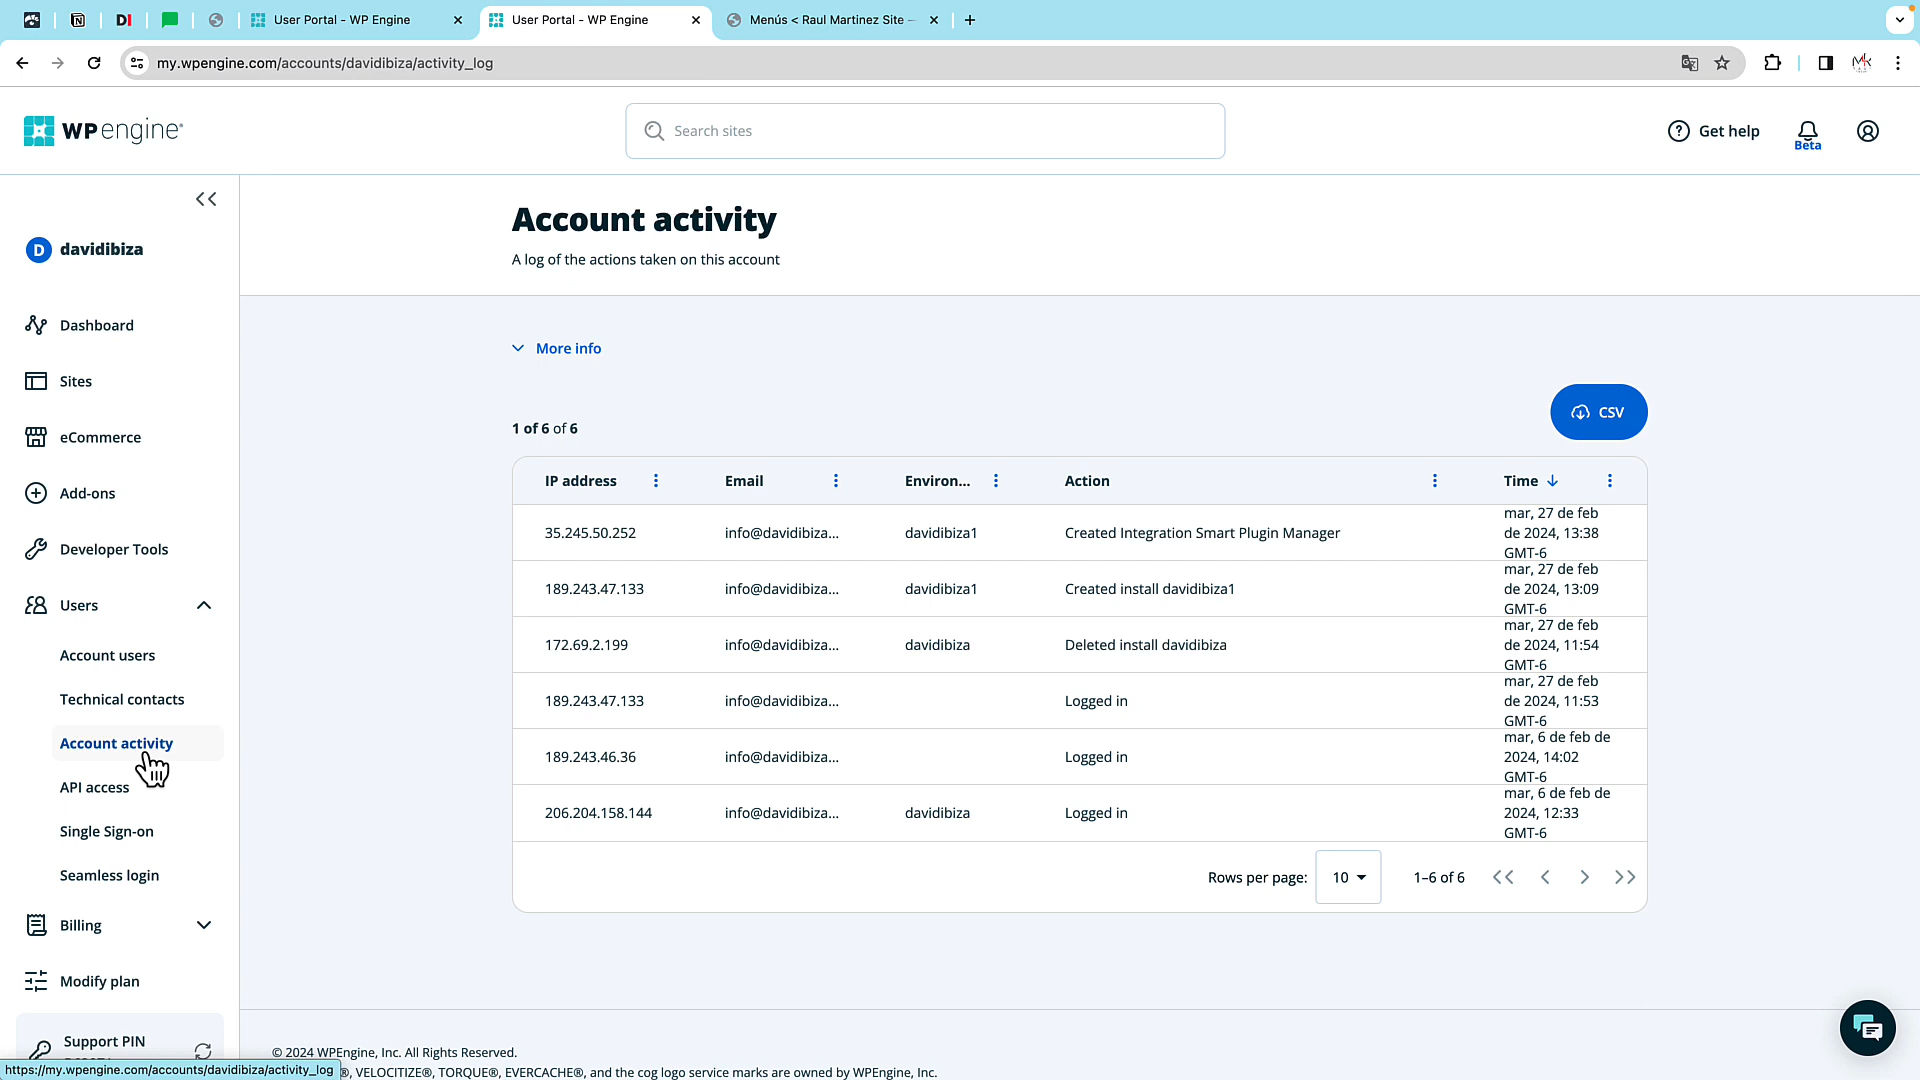 User Portal - WP Engine
User Portal - WP Engine
Menús < Raul Martinez Site –
my.wpengine.com/accounts/davidibiza/activity_log
WP engine
Search sites
Get help
Beta
D davidibiza
Dashboard
Sites
eCommerce
Add-ons
Developer Tools
Users
Account users
Technical contacts
Account activity
API access
Single Sign-on
Seamless login
Billing
Modify plan
Support PIN
Account activity
A log of the actions taken on this account
More info
1 of 6 of 6
CSV
IP address Email Environ... Action Time
35.245.50.252 info@davidibiza... davidibiza1 Created Integration Smart Plugin Manager mar, 27 de feb
de 2024, 13:38
GMT-6
189.243.47.133 info@davidibiza... davidibiza1 Created install davidibiza1 mar, 27 de feb
de 2024, 13:09
GMT-6
172.69.2.199 info@davidibiza... davidibiza Deleted install davidibiza mar, 27 de feb
de 2024, 11:54
GMT-6
189.243.47.133 info@davidibiza... Logged in mar, 27 de feb
de 2024, 11:53
GMT-6
189.243.46.36 info@davidibiza... Logged in mar, 6 de feb de
2024, 14:02
GMT-6
206.204.158.144 info@davidibiza... davidibiza Logged in mar, 6 de feb de
2024, 12:33
GMT-6
Rows per page: 10 1–6 of 6
© 2024 WPEngine, Inc. All Rights Reserved.
®, VELOCITIZE®, TORQUE®, EVERCACHE®, and the cog logo service marks are owned by WPEngine, Inc.
https://my.wpengine.com/accounts/davidibiza/activity_log